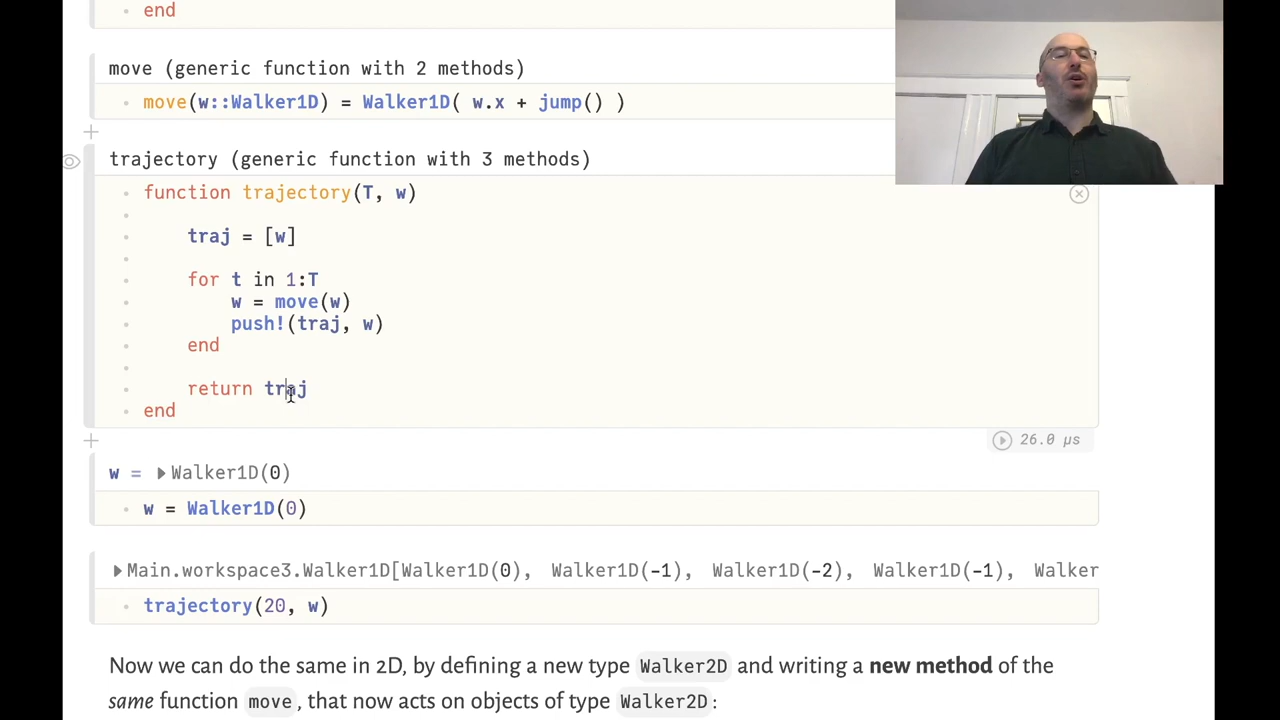 end
move (generic function with 2 methods)
move(w::Walker1D) = Walker1D( w.x + jump() )
trajectory (generic function with 3 methods)
function trajectory(T, w)
traj = [w]
for t in 1:T
w = move(w)
push!(traj, w)
end
return traj
end
26.0 μs
w = Walker1D(0)
w = Walker1D(0)
Main.workspace3.Walker1D[Walker1D(0), Walker1D(-1), Walker1D(-2), Walker1D(-1), Walker
trajectory(20, w)
Now we can do the same in 2D, by defining a new type Walker2D and writing a new method of the
same function move, that now acts on objects of type Walker2D: